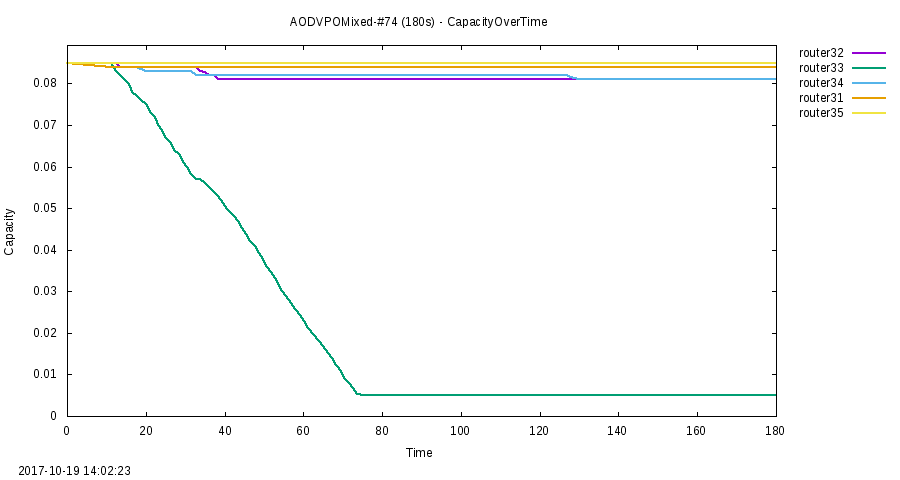 AODVPOMixed-#74 (180s) - CapacityOverTime
router32
router33
router34
router31
router35
0.08
0.07
0.06
0.05
0.04
0.03
0.02
0.01
0
Capacity
0 20 40 60 80 100 120 140 160 180
Time
2017-10-19 14:02:23